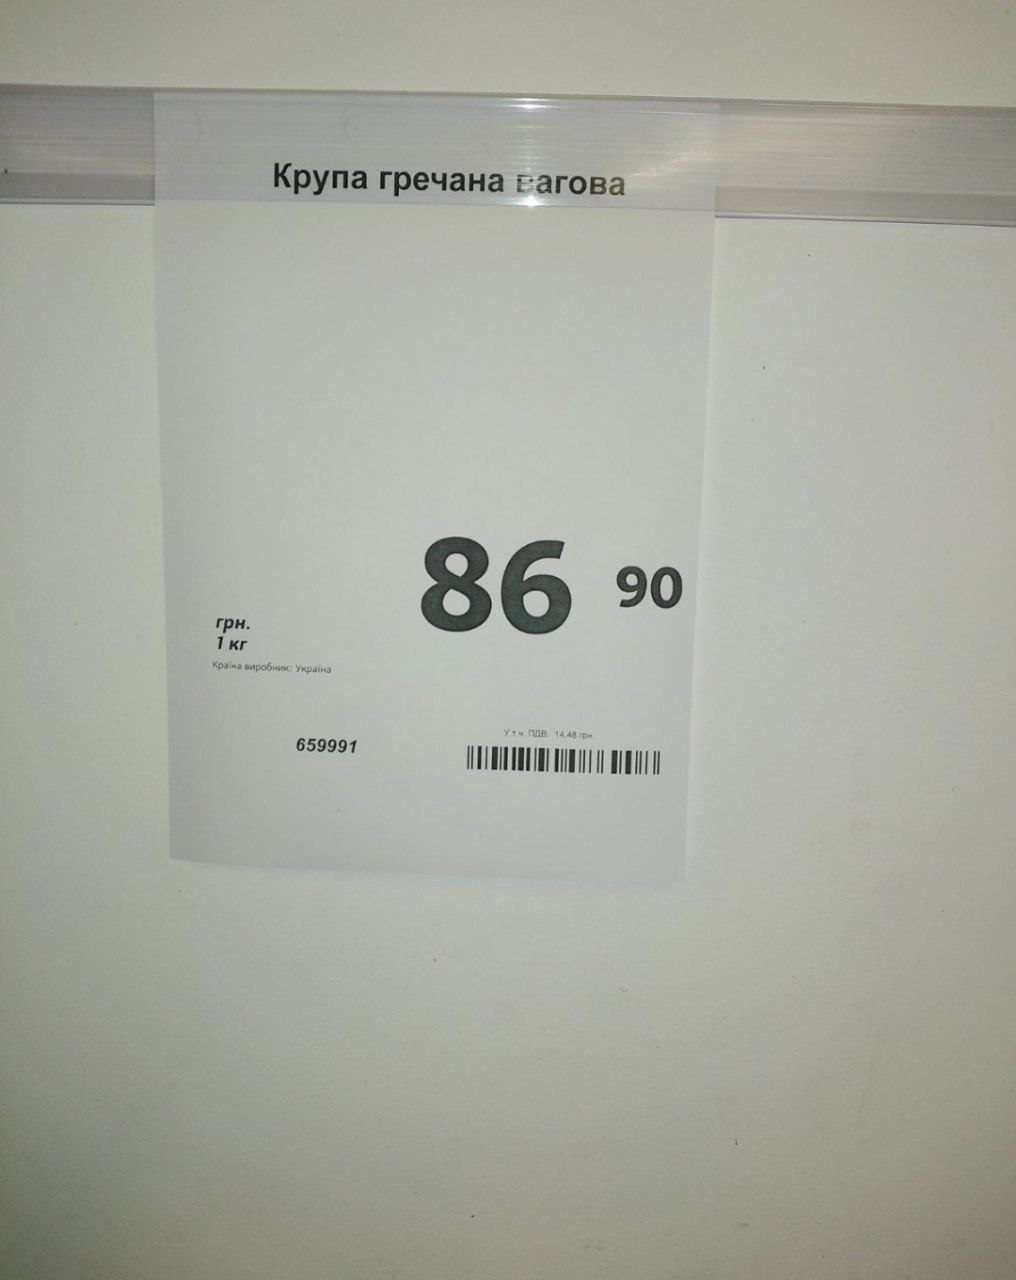 Крупа гречана вагова
86 90
грн.
1 кг
Країна виробник: Україна
У т.ч. ПДВ: 14,48 грн.
659991